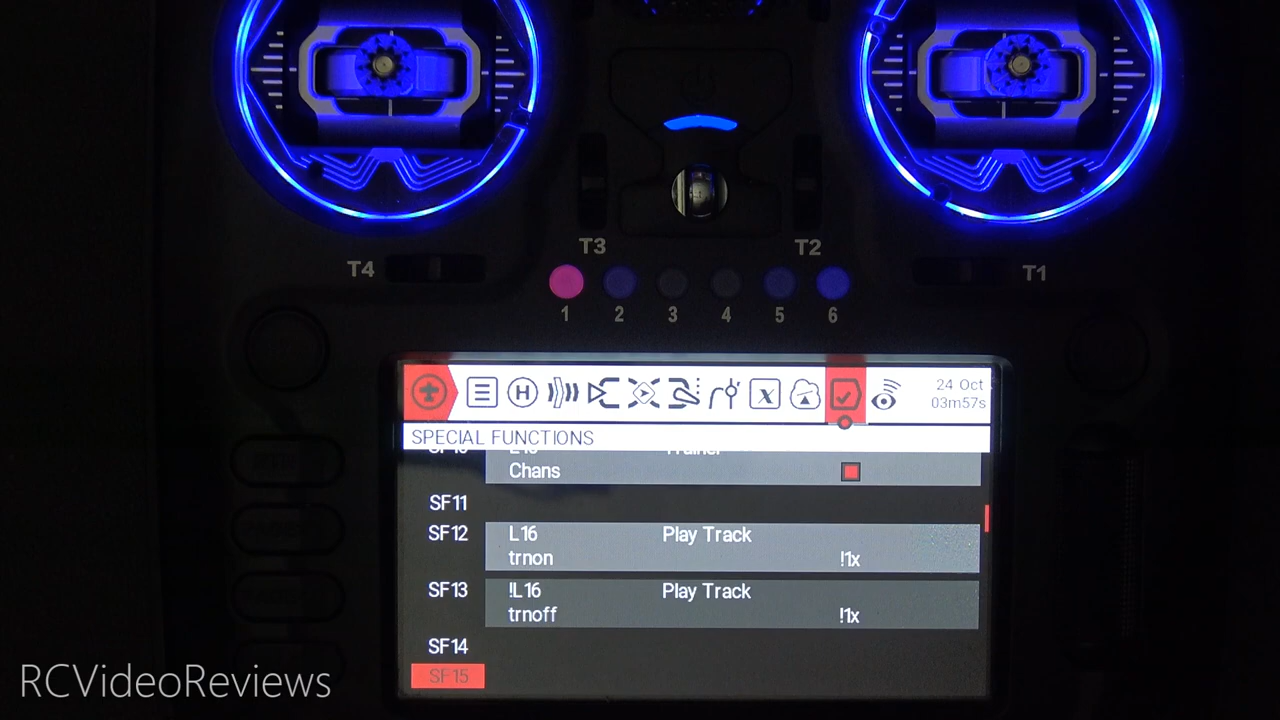 T3
T2
T4
T1
1 2 3 4 5 6
24 Oct
03m57s
SPECIAL FUNCTIONS
Chans
SF11
SF12 L16 Play Track
trnon !1x
SF13 !L16 Play Track
trnoff !1x
SF14
SF15
RCVideoReviews